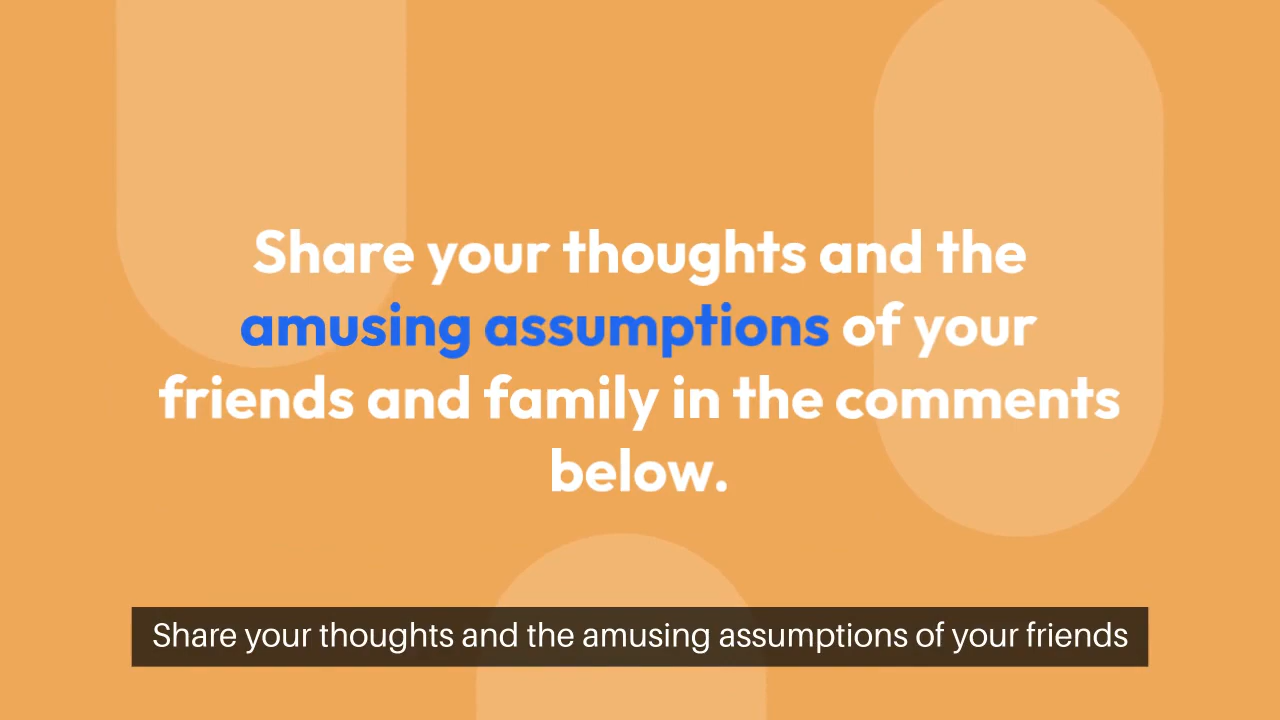 Share your thoughts and the
amusing assumptions of your
friends and family in the comments
below.
Share your thoughts and the amusing assumptions of your friends